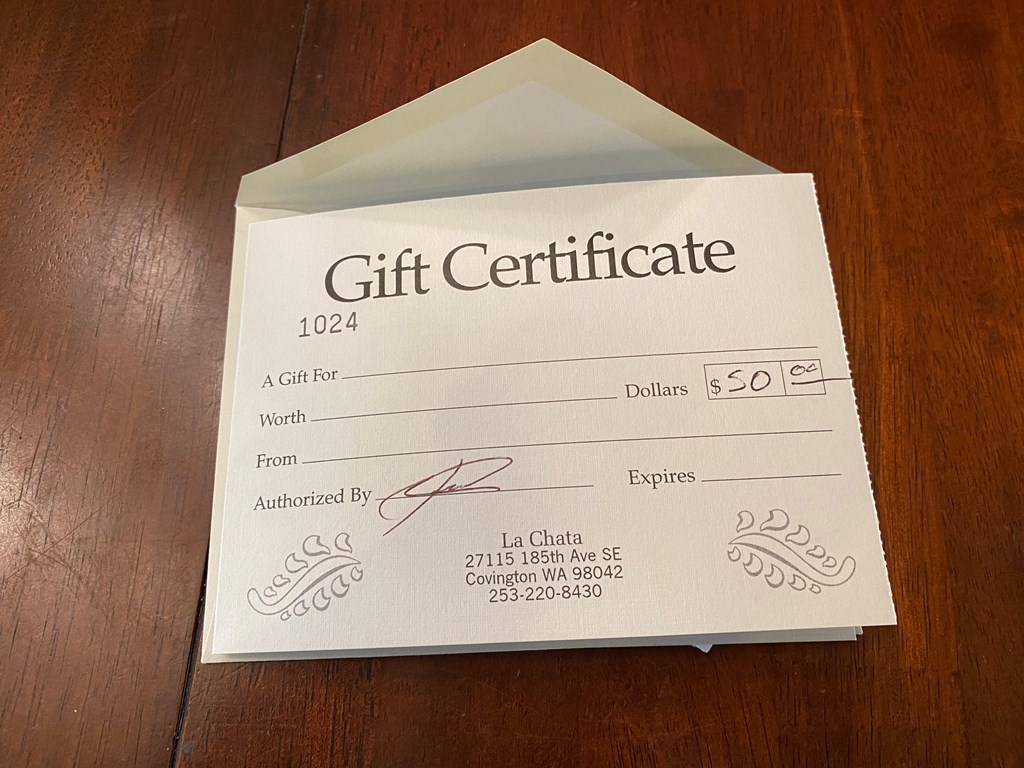 Gift Certificate
1024
A Gift For
Worth Dollars $ 50 00
From
Authorized By Expires
La Chata
27115 185th Ave SE
Covington WA 98042
253-220-8430